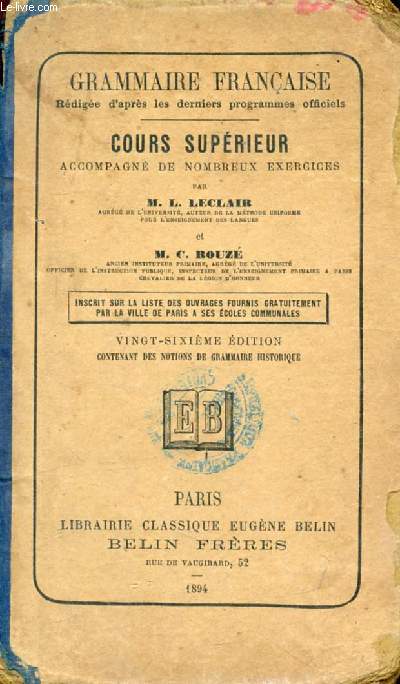 Le-livre.com
GRAMMAIRE FRANÇAISE
Rédigée d'après les derniers programmes officiels
COURS SUPÉRIEUR
ACCOMPAGNÉ DE NOMBREUX EXERCICES
PAR
M. L. LECLAIR
AGRÉGÉ DE L'UNIVERSITÉ, AUTEUR DE LA MÉTHODE UNIFORME
POUR L'ENSEIGNEMENT DES LANGUES
et
M. C. ROUZÉ
ANCIEN INSTITUTEUR PRIMAIRE, AGRÉGÉ DE L'UNIVERSITÉ
OFFICIER DE L'INSTRUCTION PUBLIQUE, INSPECTEUR DE L'ENSEIGNEMENT PRIMAIRE A PARIS
CHEVALIER DE LA LÉGION D'HONNEUR
INSCRIT SUR LA LISTE DES OUVRAGES FOURNIS GRATUITEMENT
PAR LA VILLE DE PARIS A SES ÉCOLES COMMUNALES
VINGT-SIXIÈME ÉDITION
CONTENANT DES NOTIONS DE GRAMMAIRE HISTORIQUE
EB
PARIS
LIBRAIRIE CLASSIQUE EUGÈNE BELIN
BELIN FRÈRES
RUE DE VAUGIRARD, 52
1894